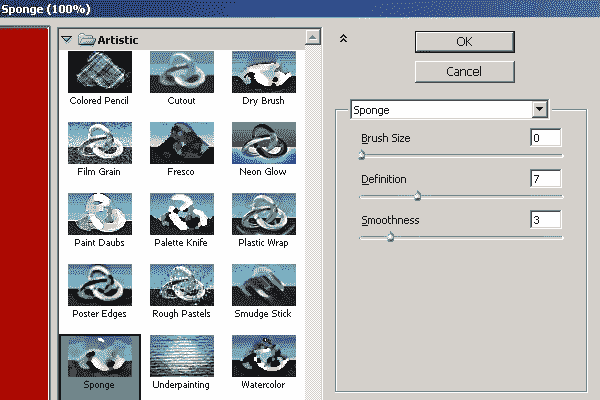 Sponge (100%)
Artistic
Colored Pencil
Cutout
Dry Brush
Film Grain
Fresco
Neon Glow
Paint Daubs
Palette Knife
Plastic Wrap
Poster Edges
Rough Pastels
Smudge Stick
Sponge
Underpainting
Watercolor
OK
Cancel
Sponge
Brush Size 0
Definition 7
Smoothness 3